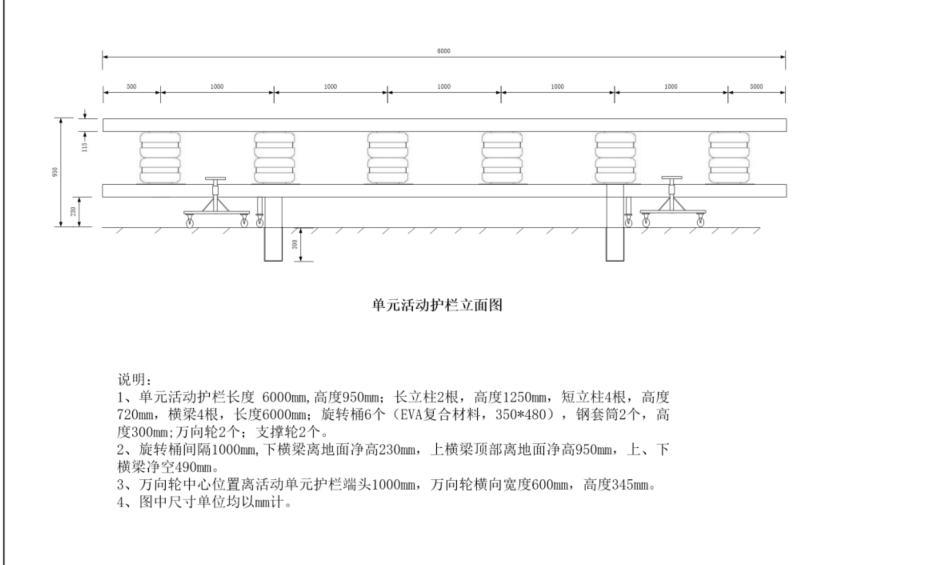 6000
500 1000 1000 1000 1000 1000 5000
115
950
230
300
单元活动护栏立面图
说明：
1、单元活动护栏长度 6000mm,高度950mm；长立柱2根，高度1250mm，短立柱4根，高度
720mm，横梁4根，长度6000mm；旋转桶6个（EVA复合材料，350*480），钢套筒2个，高
度300mm;万向轮2个；支撑轮2个。
2、旋转桶间隔1000mm,下横梁离地面净高230mm，上横梁顶部离地面净高950mm，上、下
横梁净空490mm。
3、万向轮中心位置离活动单元护栏端头1000mm，万向轮横向宽度600mm，高度345mm。
4、图中尺寸单位均以mm计。